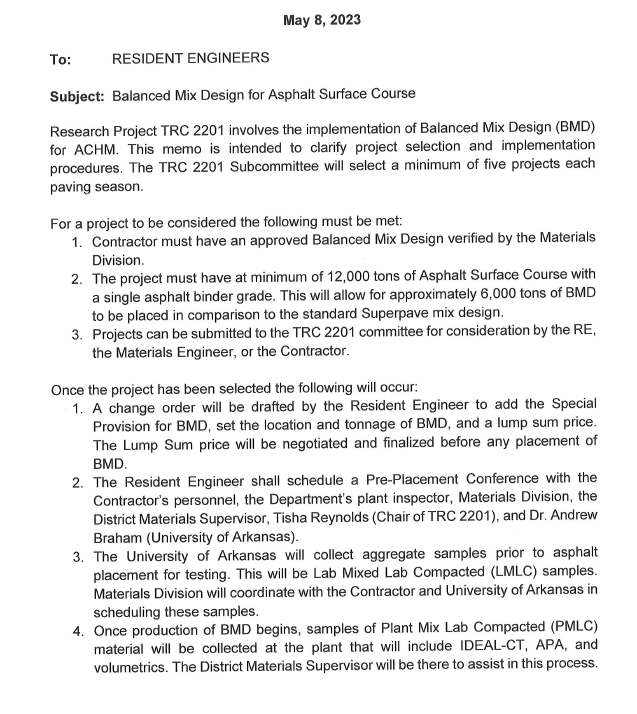 May 8, 2023
To: RESIDENT ENGINEERS
Subject: Balanced Mix Design for Asphalt Surface Course
Research Project TRC 2201 involves the implementation of Balanced Mix Design (BMD)
for ACHM. This memo is intended to clarify project selection and implementation
procedures. The TRC 2201 Subcommittee will select a minimum of five projects each
paving season.
For a project to be considered the following must be met:
1. Contractor must have an approved Balanced Mix Design verified by the Materials
Division.
2. The project must have at minimum of 12,000 tons of Asphalt Surface Course with
a single asphalt binder grade. This will allow for approximately 6,000 tons of BMD
to be placed in comparison to the standard Superpave mix design.
3. Projects can be submitted to the TRC 2201 committee for consideration by the RE,
the Materials Engineer, or the Contractor.
Once the project has been selected the following will occur:
1. A change order will be drafted by the Resident Engineer to add the Special
Provision for BMD, set the location and tonnage of BMD, and a lump sum price.
The Lump Sum price will be negotiated and finalized before any placement of
BMD.
2. The Resident Engineer shall schedule a Pre-Placement Conference with the
Contractor's personnel, the Department's plant inspector, Materials Division, the
District Materials Supervisor, Tisha Reynolds (Chair of TRC 2201), and Dr. Andrew
Braham (University of Arkansas).
3. The University of Arkansas will collect aggregate samples prior to asphalt
placement for testing. This will be Lab Mixed Lab Compacted (LMLC) samples.
Materials Division will coordinate with the Contractor and University of Arkansas in
scheduling these samples.
4. Once production of BMD begins, samples of Plant Mix Lab Compacted (PMLC)
material will be collected at the plant that will include IDEAL-CT, APA, and
volumetrics. The District Materials Supervisor will be there to assist in this process.